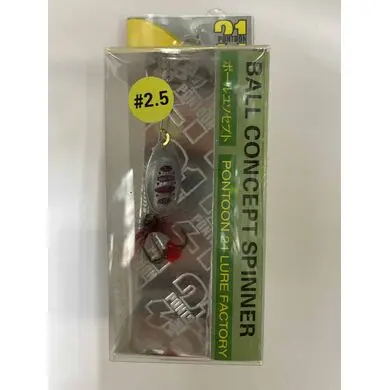 21
PONTOON
#2.5
BALL CONCEPT SPINNER
ボールコンセプト
PONTOON 21 LURE FACTORY